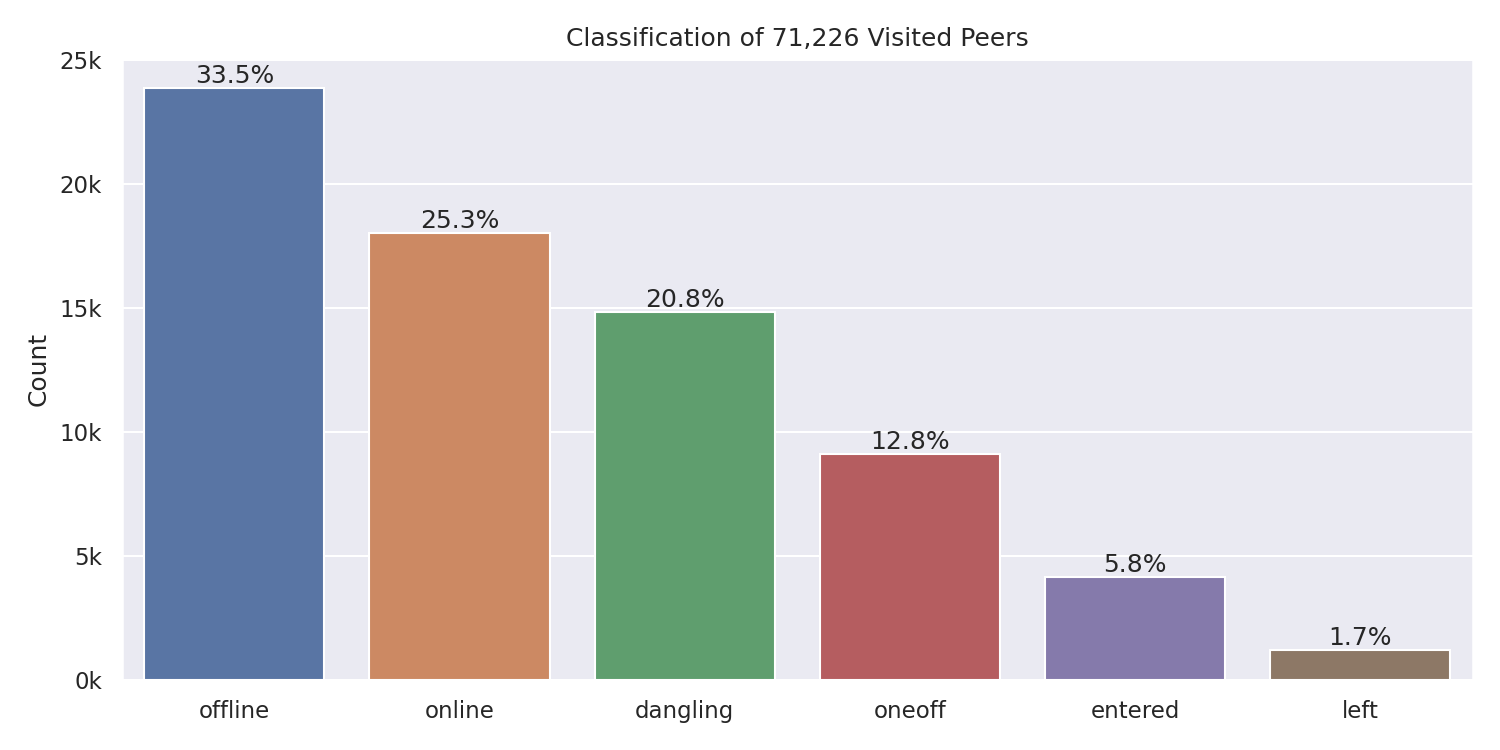 Classification of 71,226 Visited Peers
25k
20k
15k
10k
5k
0k
Count
33.5%
25.3%
20.8%
12.8%
5.8%
1.7%
offline
online
dangling
oneoff
entered
left